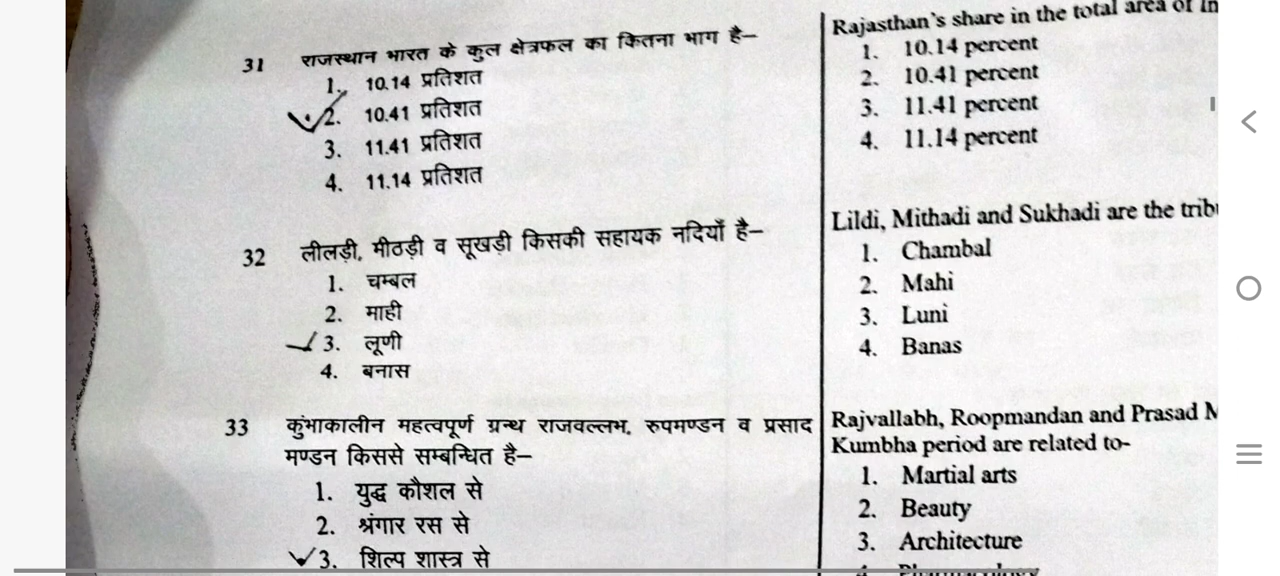 31 राजस्थान भारत के कुल क्षेत्रफल का कितना भाग है–
1. 10.14 प्रतिशत
2. 10.41 प्रतिशत
3. 11.41 प्रतिशत
4. 11.14 प्रतिशत
32 लीलड़ी, मीठड़ी व सूखड़ी किसकी सहायक नदियाँ है–
1. चम्बल
2. माही
3. लूणी
4. बनास
33 कुंभाकालीन महत्वपूर्ण ग्रन्थ राजवल्लभ, रुपमण्डन व प्रसाद
मण्डन किससे सम्बन्धित है–
1. युद्ध कौशल से
2. श्रंगार रस से
3. शिल्प शास्त्र से
Rajasthan's share in the total area of
1. 10.14 percent
2. 10.41 percent
3. 11.41 percent
4. 11.14 percent
Lildi, Mithadi and Sukhadi are the
1. Chambal
2. Mahi
3. Luni
4. Banas
Rajvallabh, Roopmandan and Prasad
Kumbha period are related to-
1. Martial arts
2. Beauty
3. Architecture